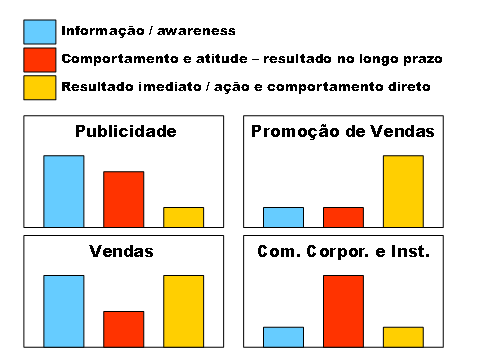 Informação / awareness
Comportamento e atitude – resultado no longo prazo
Resultado imediato / ação e comportamento direto
Publicidade
Promoção de Vendas
Vendas
Com. Corpor. e Inst.